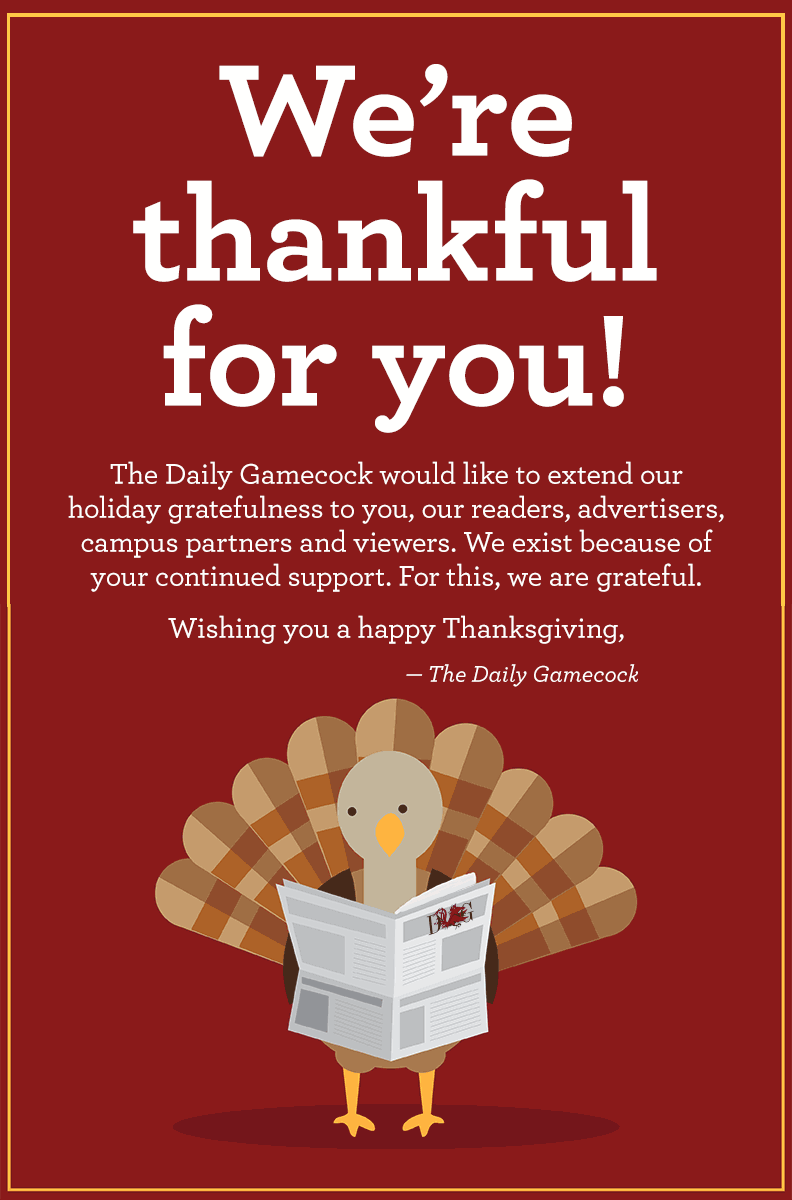 We're
thankful
for you!
The Daily Gamecock would like to extend our
holiday gratefulness to you, our readers, advertisers,
campus partners and viewers. We exist because of
your continued support. For this, we are grateful.
Wishing you a happy Thanksgiving,
— The Daily Gamecock